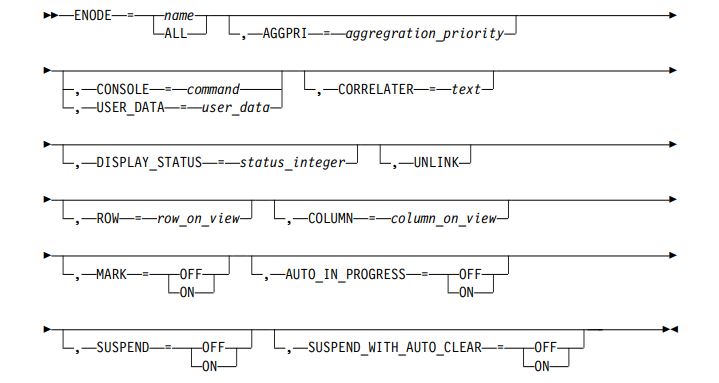 ENODE = name
ALL , AGGPRI = aggregration_priority
, CONSOLE = command , CORRELATER = text
, USER_DATA = user_data
, DISPLAY_STATUS = status_integer , UNLINK
, ROW = row_on_view , COLUMN = column_on_view
, MARK = OFF , AUTO_IN_PROGRESS = OFF
ON ON
, SUSPEND = OFF , SUSPEND_WITH_AUTO_CLEAR = OFF
ON ON